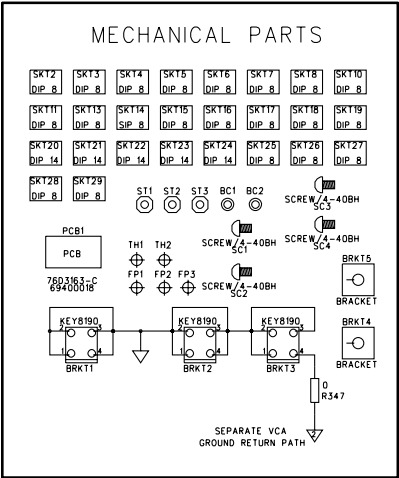 MECHANICAL PARTS
SKT2 SKT3 SKT4 SKT5 SKT6 SKT7 SKT8 SKT10
DIP 8 DIP 8 DIP 8 DIP 8 DIP 8 DIP 8 DIP 8 DIP 8
SKT11 SKT13 SKT14 SKT15 SKT16 SKT17 SKT18 SKT19
DIP 8 DIP 8 SIP 8 DIP 8 DIP 8 DIP 8 DIP 8 DIP 8
SKT20 SKT21 SKT22 SKT23 SKT24 SKT25 SKT26 SKT27
DIP 14 DIP 14 DIP 14 DIP 14 DIP 14 DIP 8 DIP 8 DIP 8
SKT28 SKT29
DIP 8 DIP 8
ST1 ST2 ST3 BC1 BC2
SCREW/4-40BH
SC3
PCB1
PCB
76D3163-C
69400018
TH1 TH2
FP1 FP2 FP3
SCREW/4-40BH
SC1
SCREW/4-40BH
SC4
SCREW/4-40BH
SC2
BRKT5
BRACKET
KEY8190 KEY8190 KEY8190
2 3 2 3 2 3
1 4 1 4 1 4
BRKT1 BRKT2 BRKT3
BRKT4
BRACKET
0
R347
SEPARATE VCA
GROUND RETURN PATH
2